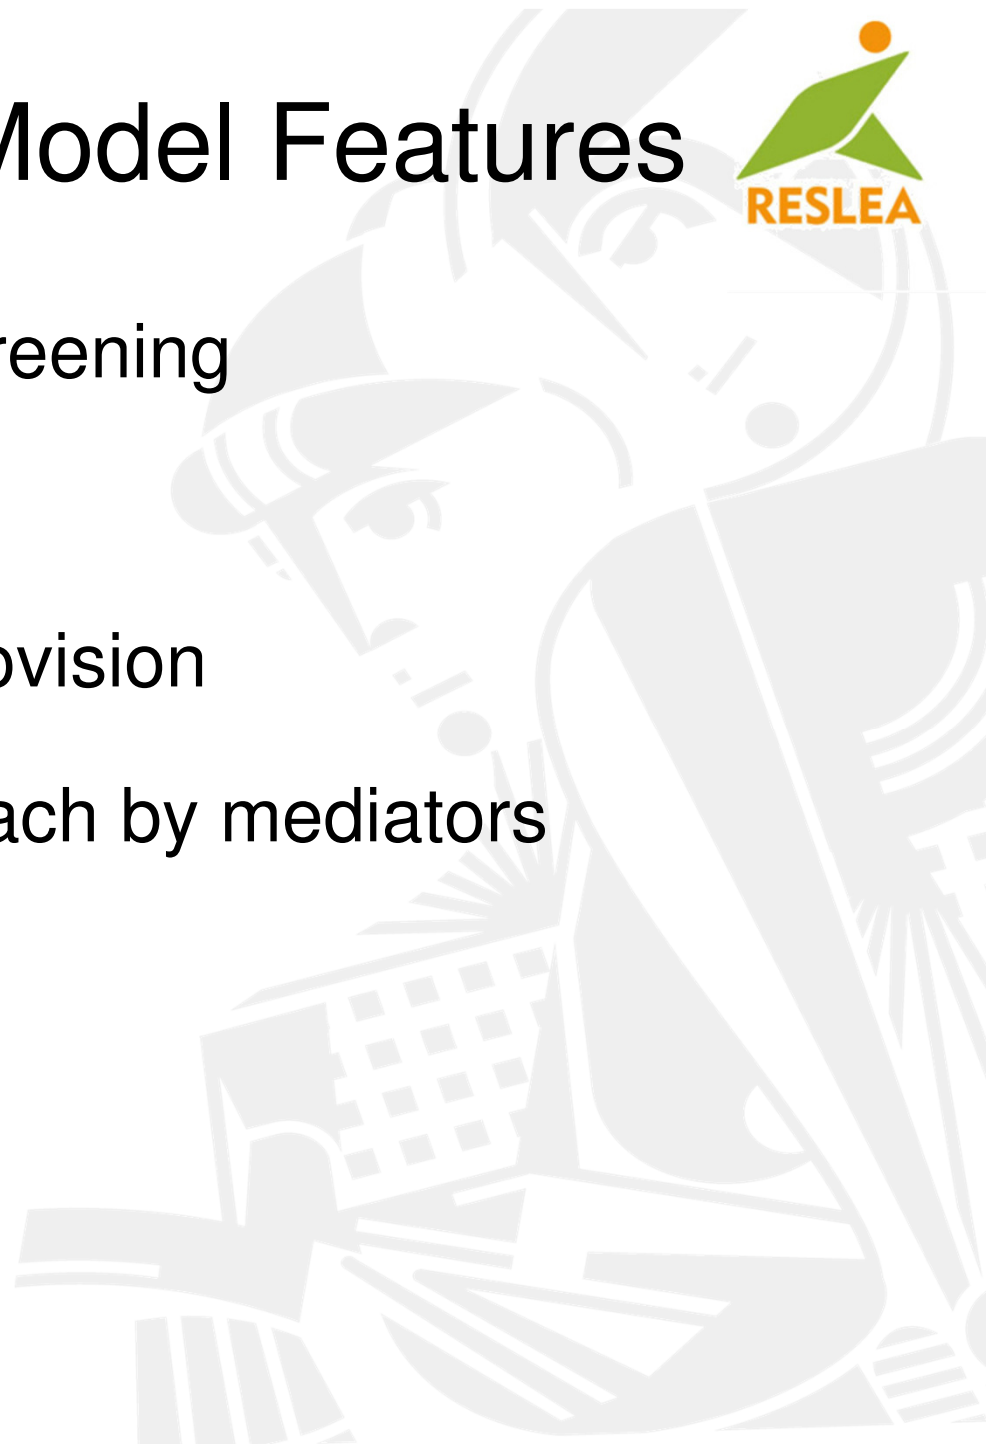 Model Features
RESLEA
reening
ovision
ach by mediators